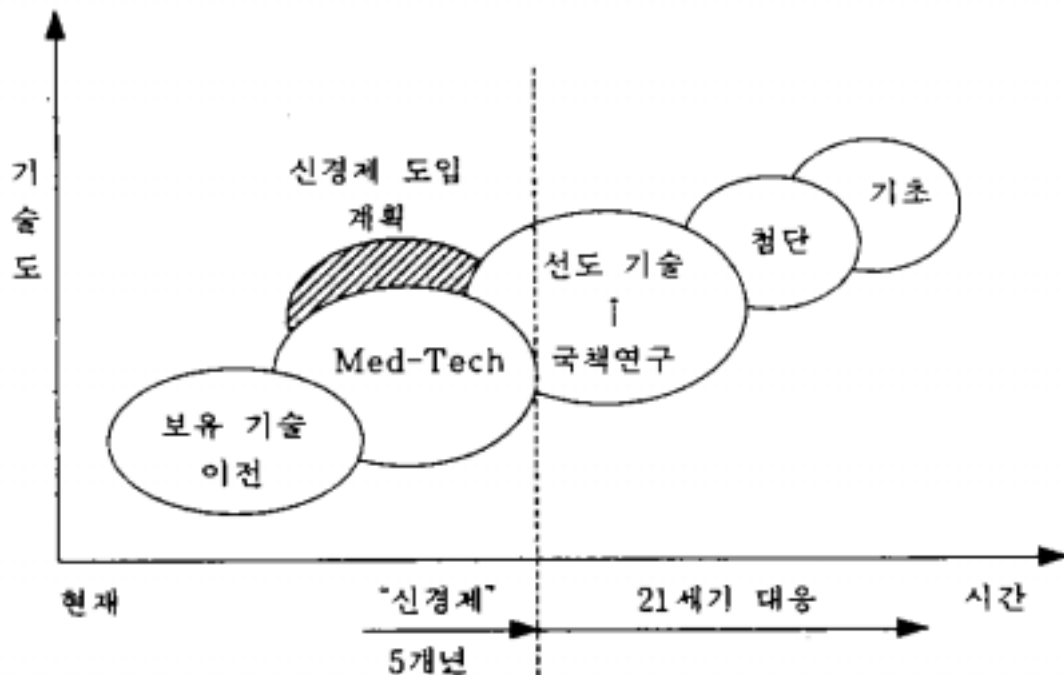 기술도
신경제 도입
계획
기초
첨단
선도 기술
↑
국책연구
Med-Tech
보유 기술
이전
현재
"신경제"
21세기 대응
시간
5개년